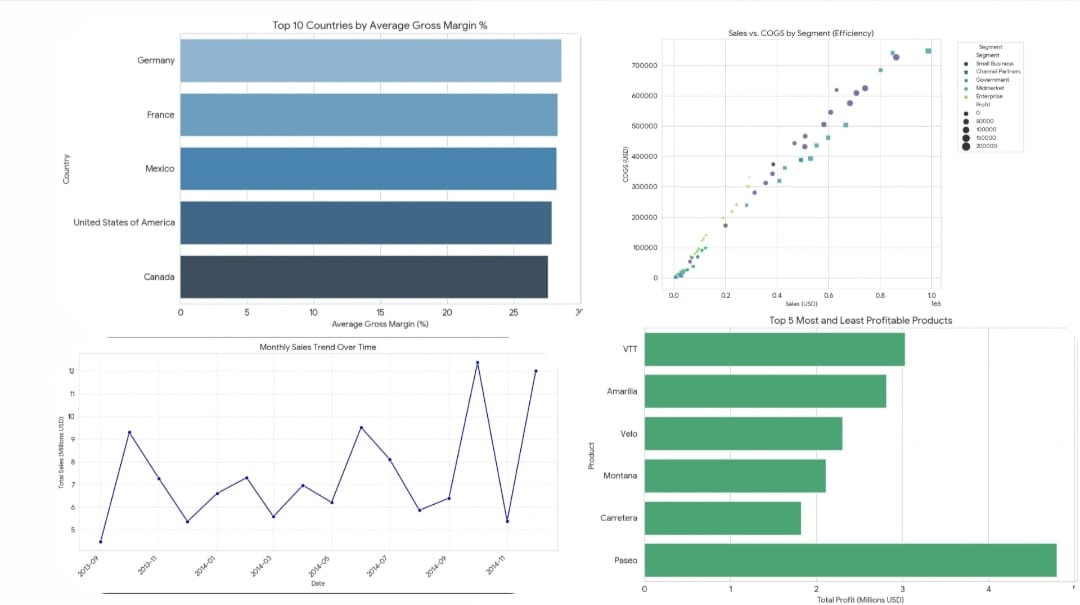 Top 10 Countries by Average Gross Margin %
Country
Germany
France
Mexico
United States of America
Canada
0 5 10 15 20 25
Average Gross Margin (%)
Sales vs. COGS by Segment (Efficiency)
COGS (USD)
700000
600000
500000
400000
300000
200000
100000
0
0.0 0.2 0.4 0.6 0.8 1.0
1e6
Sales (USD)
Segment
Segment
Small Business
Channel Partners
Government
Midmarket
Enterprise
Profit
0
50000
100000
150000
200000
Monthly Sales Trend Over Time
Total Sales (Millions USD)
12
11
10
9
8
7
6
5
2013-09 2013-11 2014-01 2014-03 2014-05 2014-07 2014-09 2014-11
Date
Top 5 Most and Least Profitable Products
Product
VTT
Amarilla
Velo
Montana
Carretera
Paseo
0 1 2 3 4
Total Profit (Millions USD)